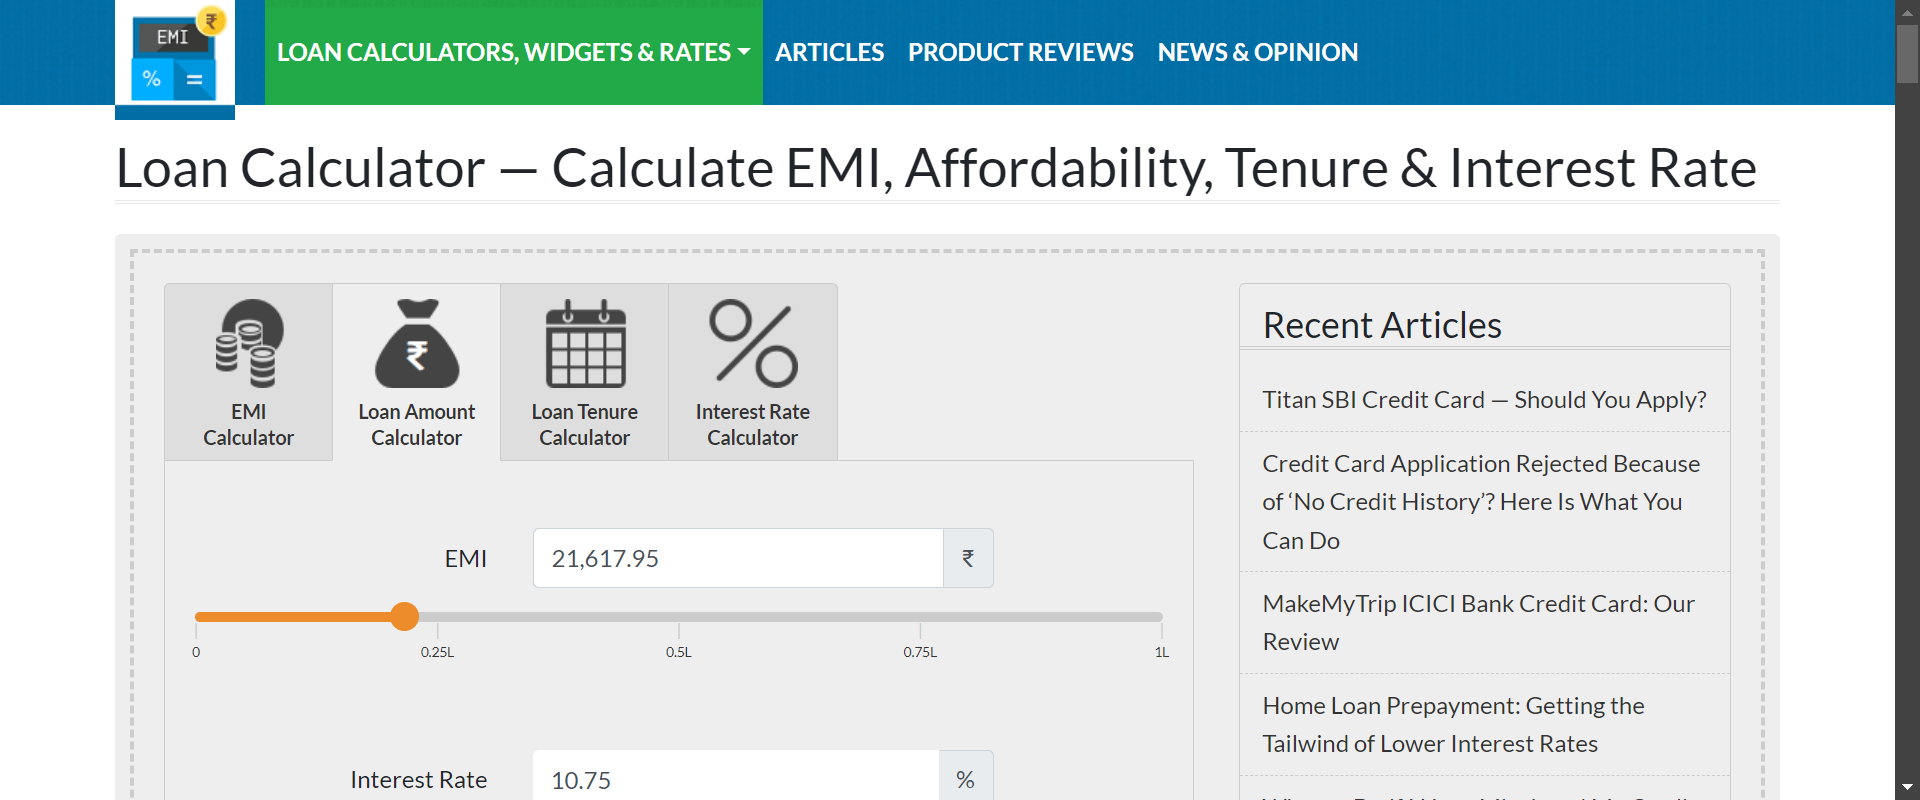 EMI
₹
% =
LOAN CALCULATORS, WIDGETS & RATES
ARTICLES
PRODUCT REVIEWS
NEWS & OPINION
Loan Calculator — Calculate EMI, Affordability, Tenure & Interest Rate
EMI
Calculator
₹
Loan Amount
Calculator
Loan Tenure
Calculator
Interest Rate
Calculator
EMI
21,617.95
₹
0
0.25L
0.5L
0.75L
1L
Interest Rate
10.75
%
Recent Articles
Titan SBI Credit Card — Should You Apply?
Credit Card Application Rejected Because
of ‘No Credit History’? Here Is What You
Can Do
MakeMyTrip ICICI Bank Credit Card: Our
Review
Home Loan Prepayment: Getting the
Tailwind of Lower Interest Rates